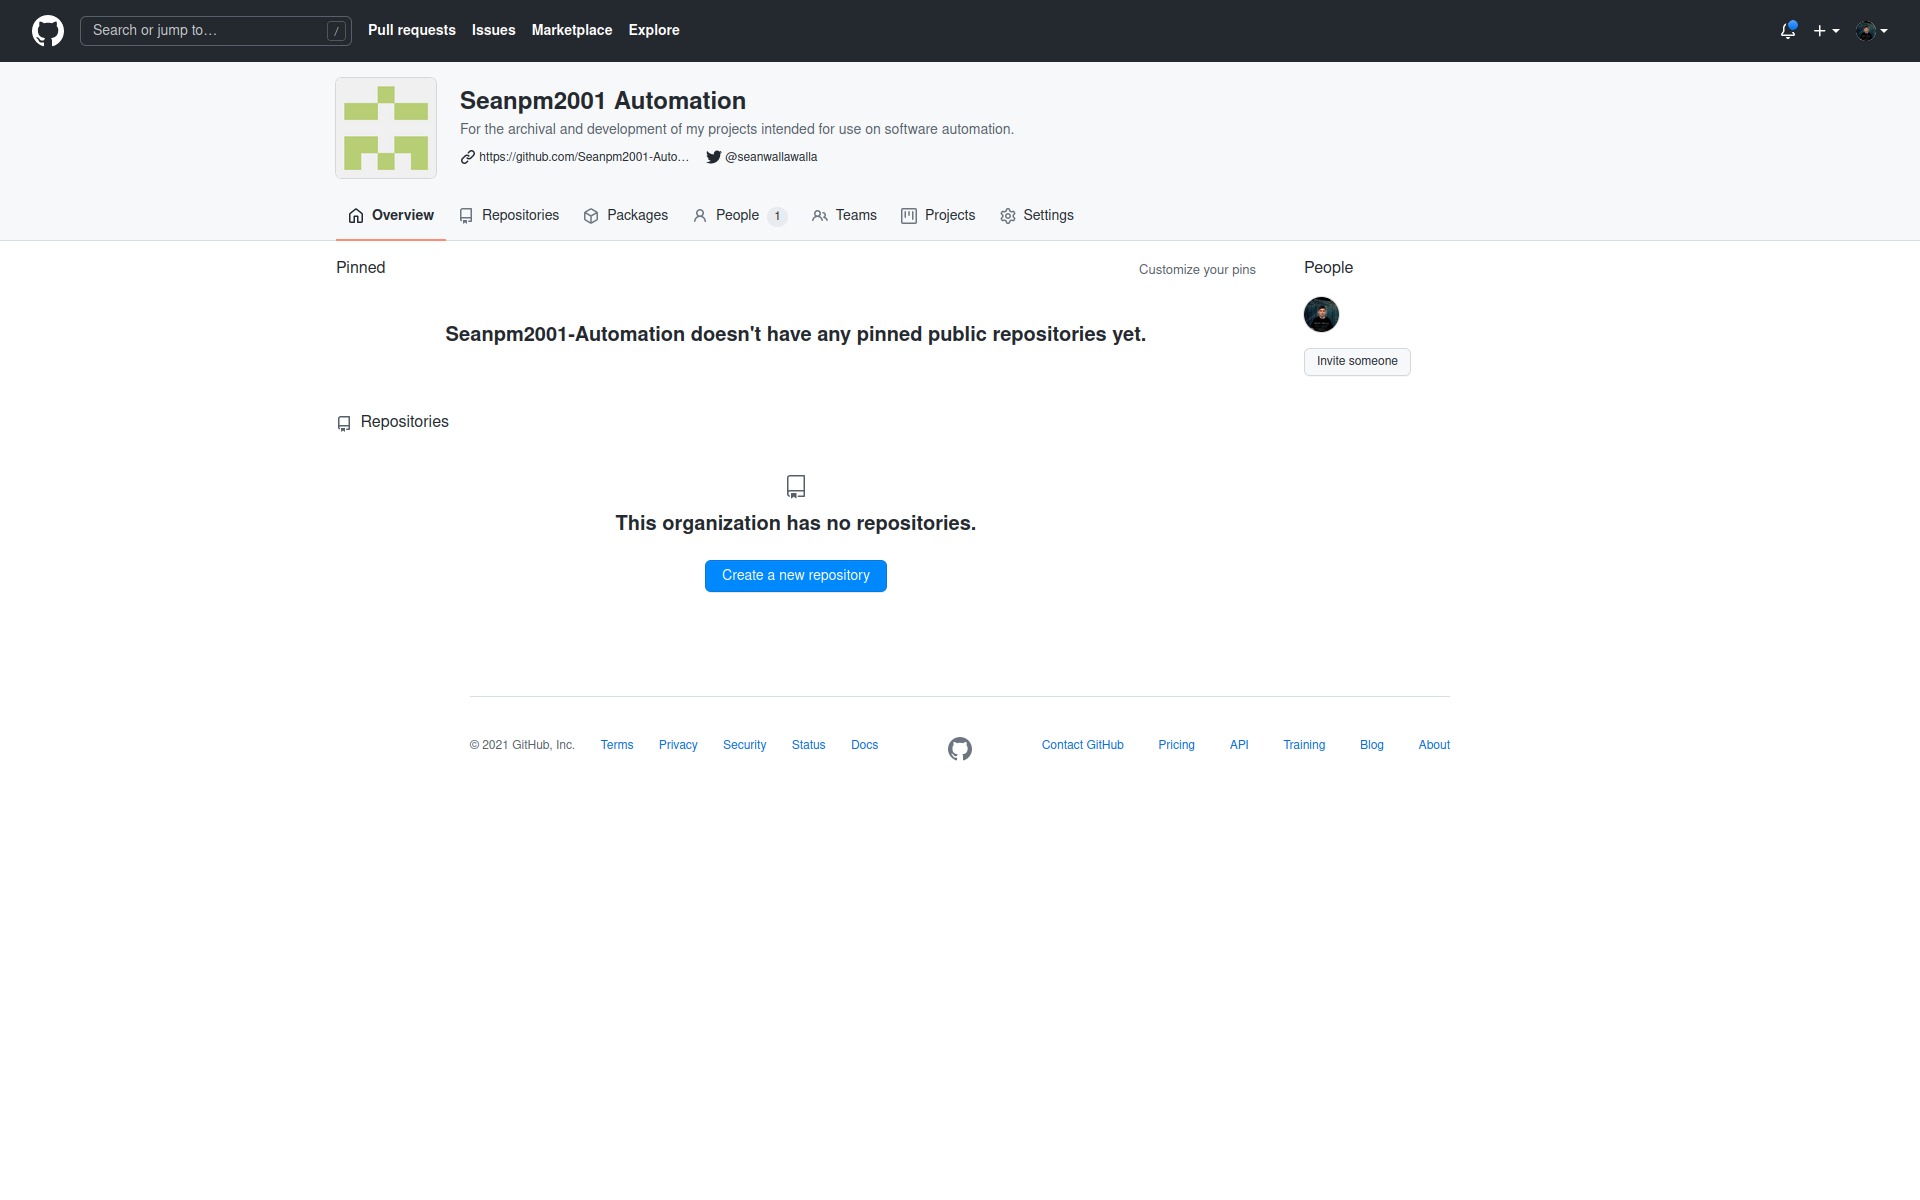 Search or jump to…
/
Pull requests
Issues
Marketplace
Explore
Seanpm2001 Automation
For the archival and development of my projects intended for use on software automation.
https://github.com/Seanpm2001-Auto… @seanwallawalla
Overview
Repositories
Packages
People 1
Teams
Projects
Settings
Pinned
Customize your pins
Seanpm2001-Automation doesn't have any pinned public repositories yet.
People
Invite someone
Repositories
This organization has no repositories.
Create a new repository
© 2021 GitHub, Inc. Terms Privacy Security Status Docs Contact GitHub Pricing API Training Blog About